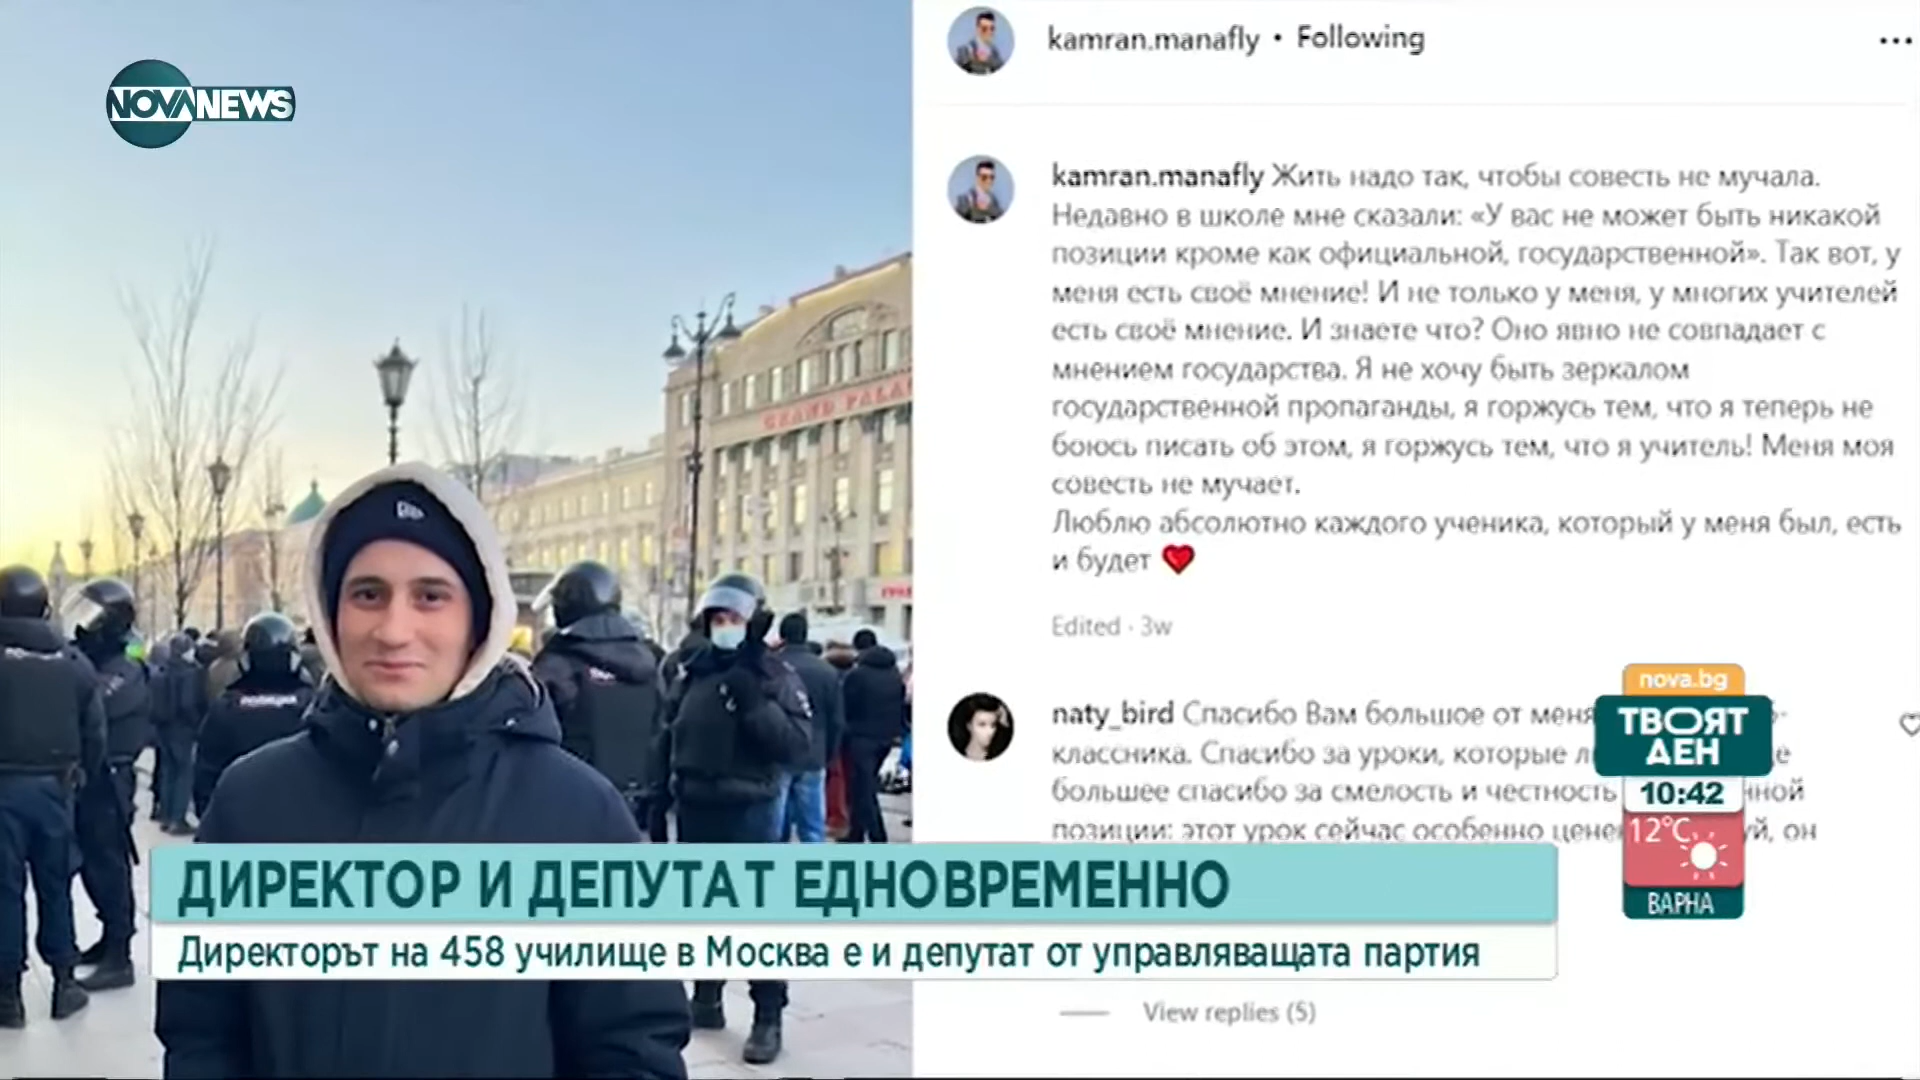 NOVANEWS
GRAND PALA
ПОЛИЦИЯ
kamran.manafly • Following
kamran.manafly Жить надо так, чтобы совесть не мучала.
Недавно в школе мне сказали: «У вас не может быть никакой
позиции кроме как официальной, государственной». Так вот, у
меня есть своё мнение! И не только у меня, у многих учителей
есть своё мнение. И знаете что? Оно явно не совпадает с
мнением государства. Я не хочу быть зеркалом
государственной пропаганды, я горжусь тем, что я теперь не
боюсь писать об этом, я горжусь тем, что я учитель! Меня моя
совесть не мучает.
Люблю абсолютно каждого ученика, который у меня был, есть
и будет ❤
Edited · 3w
naty_bird Спасибо Вам большое от меня
классника. Спасибо за уроки, которые
большее спасибо за смелость и честность
позиции: этот урок сейчас особенно он
View replies (5)
nova.bg
ТВОЯТ
ДЕН
10:42
12°C
ВАРНА
ДИРЕКТОР И ДЕПУТАТ ЕДНОВРЕМЕННО
Директорът на 458 училище в Москва е и депутат от управляващата партия